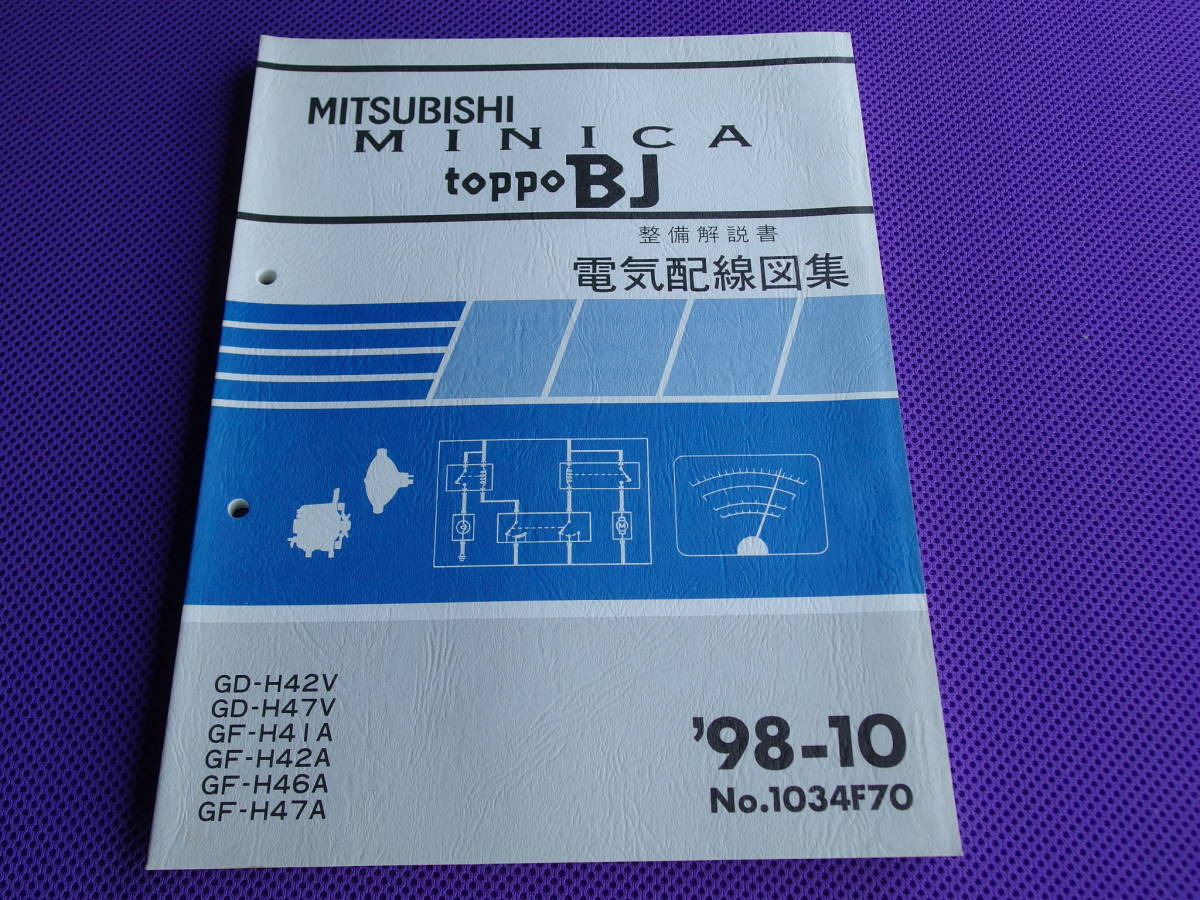 MITSUBISHI
MINICA
toppo BJ
整備解説書
電気配線図集
M
GD-H42V
GD-H47V
GF-H41A
GF-H42A
GF-H46A
GF-H47A
'98-10
No.1034F70